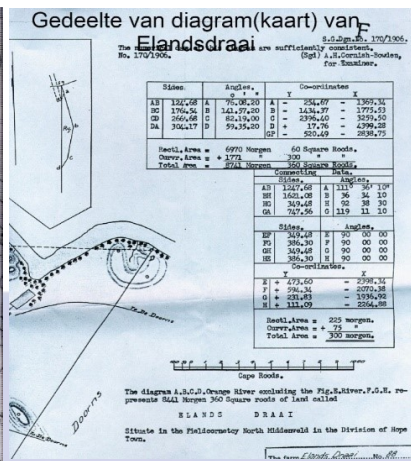 Gedeelte van diagram(kaart) van
Elandsdraai
S.G.Dgm.No. 170/1906.
are sufficiently consistent.
No. 170/1906.
(Sgd) A.H.Cornish-Bowden,
for Examiner.
Sides. Angles. Co-ordinates
o ' " Y X
AB 1247.68 A 76.08.20 A - 254.67 - 1369.34
BC 1764.54 B 141.57.20 B - 1434.37 - 1775.53
CD C 82.19.00 C - 2396.40 - 3259.50
DA D 59.35.20 D + 17.76 - 4399.28
GP - 520.49 - 2838.75
Rectl.Area = 6970 Morgen 60 Square Roods.
Curvr.Area = + 1771 " 300 "
Total Area = 8741 Morgen 360 Square Roods.
Connecting Data.
Sides. Angles.
AB 1247.68 A 111° 36' 10"
BH 1621.08 B 36 34 10
HG 349.48 H 92 38 30
GA 747.56 G 119 11 10
Sides. Angles.
EF 349.48 E 90 00 00
FG 386.30 F 90 00 00
GH 349.48 G 90 00 00
HE 386.30 H 90 00 00
Co-ordinates.
Y X
E + 473.60 - 2398.34
F + 594.34 - 2070.38
G + 231.83 - 1936.92
H + 111.09 - 2264.88
Rectl.Area = 225 morgen.
Curvr.Area = + 75 "
Total Area = 300 morgen.
To De Doorns
Doorns
Cape Roods.
The diagram A.B.C.D.Orange River excluding the Fig.E.River.F.G.H. re-
presents 8441 Morgen 360 Square roods of land called
ELANDS DRAAI
Situate in the Fieldcornetcy North Middenveld in the Division of Hope
Town.
The farm Elands Draai No. 88